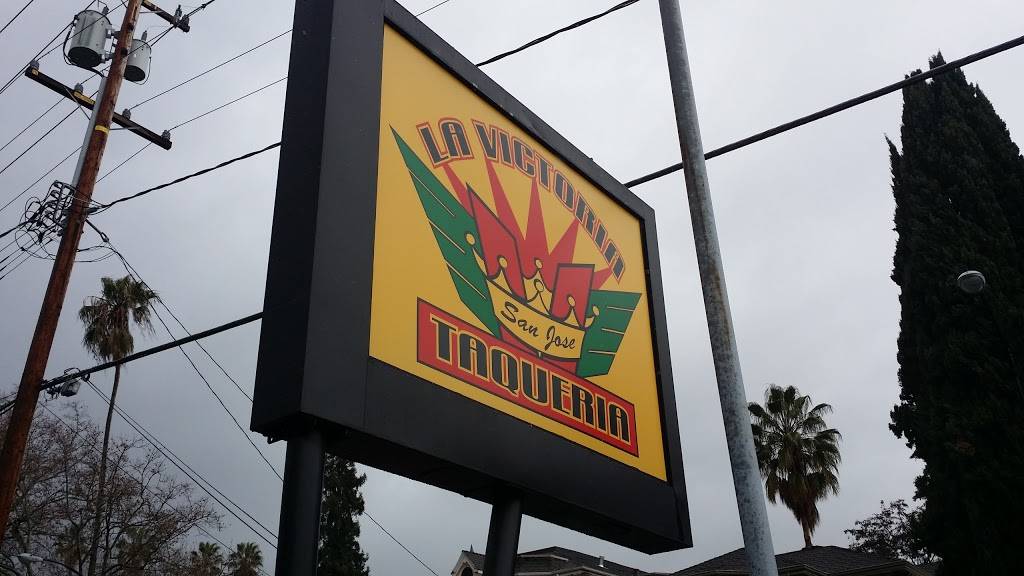 LA VICTORIA
San Jose
TAQUERIA